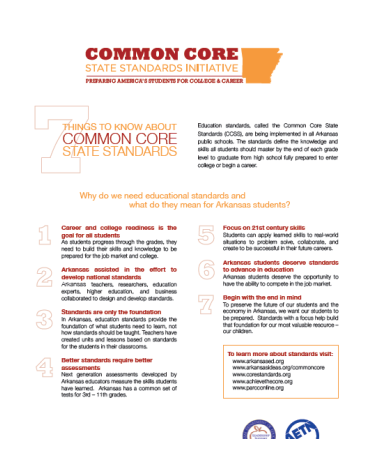 COMMON CORE
STATE STANDARDS INITIATIVE
PREPARING AMERICA'S STUDENTS FOR COLLEGE & CAREER
7
THINGS TO KNOW ABOUT
COMMON CORE
STATE STANDARDS
Education standards, called the Common Core State
Standards (CCSS), are being implemented in all Arkansas
public schools. The standards define the knowledge and
skills all students should master by the end of each grade
level to graduate from high school fully prepared to enter
college or begin a career.
Why do we need educational standards and
what do they mean for Arkansas students?
1
Career and college readiness is the
goal for all students
As students progress through the grades, they
need to build their skills and knowledge to be
prepared for the job market and college.
2
Arkansas assisted in the effort to
develop national standards
Arkansas teachers, researchers, education
experts, higher education, and business
collaborated to design and develop standards.
3
Standards are only the foundation
In Arkansas, education standards provide the
foundation of what students need to learn, not
how standards should be taught. Teachers have
created units and lessons based on standards
for the students in their classrooms.
4
Better standards require better
assessments
Next generation assessments developed by
Arkansas educators measure the skills students
have learned. Arkansas has a common set of
tests for 3rd – 11th grades.
5
Focus on 21st century skills
Students can apply learned skills to real-world
situations to problem solve, collaborate, and
create to be successful in their future careers.
6
Arkansas students deserve standards
to advance in education
Arkansas students deserve the opportunity to
have the ability to compete in the job market.
7
Begin with the end in mind
To preserve the future of our students and the
economy in Arkansas, we want our students to
be prepared. Standards with a focus help build
that foundation for our most valuable resource –
our children.
To learn more about standards visit:
www.arkansased.org
www.arkansasideas.org/commoncore
www.corestandards.org
www.achievethecore.org
www.parcconline.org
AETN